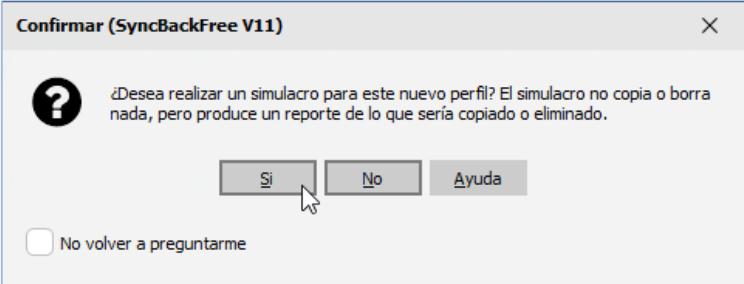 Confirmar (SyncBackFree V11)
¿Desea realizar un simulacro para este nuevo perfil? El simulacro no copia o borra
nada, pero produce un reporte de lo que sería copiado o eliminado.
Si No Ayuda
No volver a preguntarme